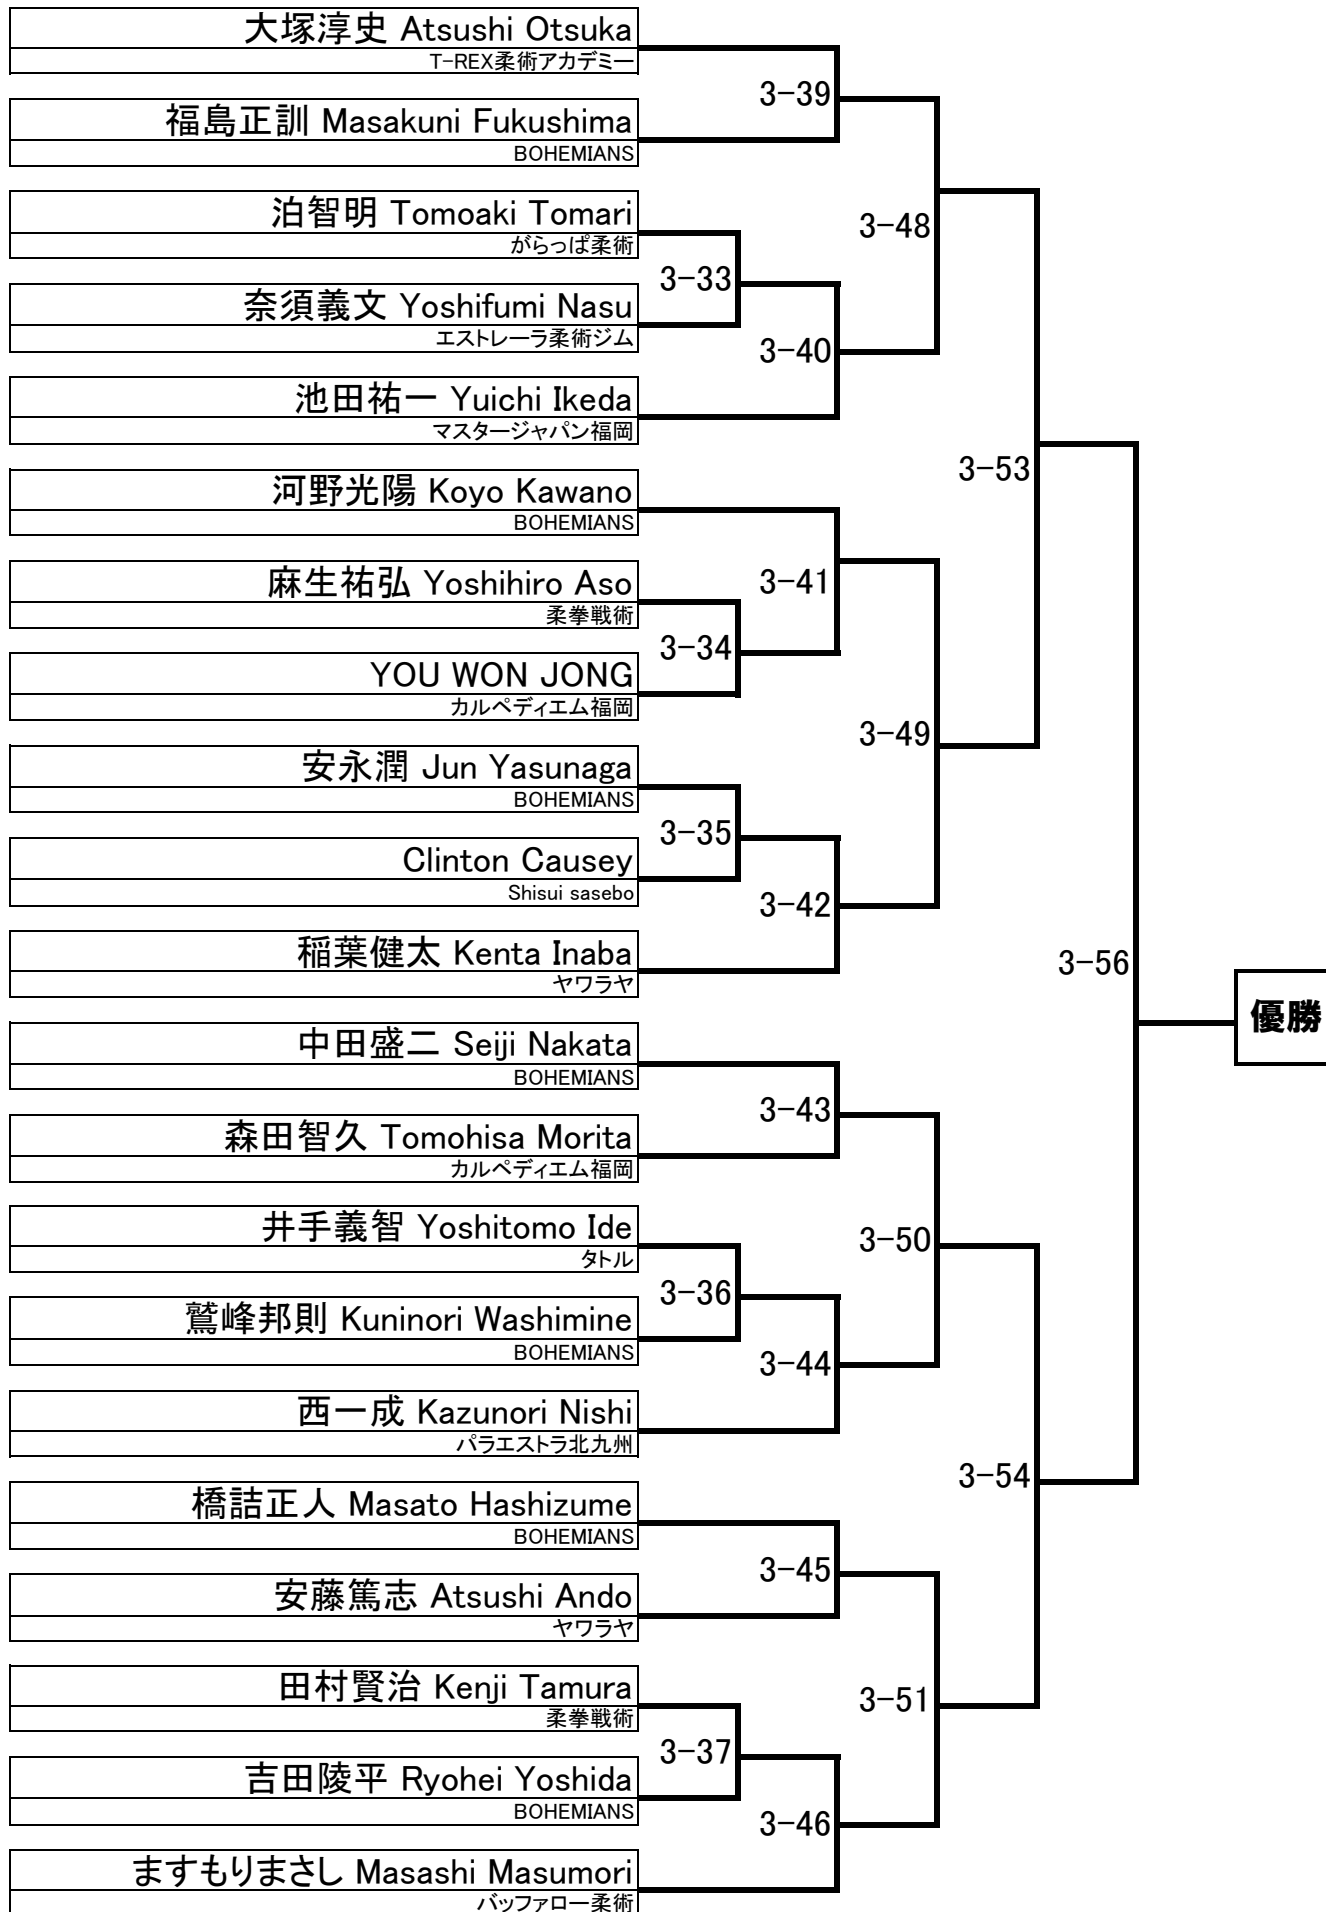 大塚淳史 Atsushi Otsuka
T-REX柔術アカデミー
3-39
福島正訓 Masakuni Fukushima
BOHEMIANS
泊智明 Tomoaki Tomari
がらっぱ柔術
3-48
3-33
奈須義文 Yoshifumi Nasu
エストレーラ柔術ジム
3-40
池田祐一 Yuichi Ikeda
マスタージャパン福岡
3-53
河野光陽 Koyo Kawano
BOHEMIANS
麻生祐弘 Yoshihiro Aso
柔拳戦術
3-41
3-34
YOU WON JONG
カルペディエム福岡
3-49
安永潤 Jun Yasunaga
BOHEMIANS
3-35
Clinton Causey
Shisui sasebo
3-42
稲葉健太 Kenta Inaba
ヤワラヤ
3-56
優勝
中田盛二 Seiji Nakata
BOHEMIANS
3-43
森田智久 Tomohisa Morita
カルペディエム福岡
井手義智 Yoshitomo Ide
タトル
3-50
3-36
鷲峰邦則 Kuninori Washimine
BOHEMIANS
3-44
西一成 Kazunori Nishi
パラエストラ北九州
3-54
橋詰正人 Masato Hashizume
BOHEMIANS
3-45
安藤篤志 Atsushi Ando
ヤワラヤ
田村賢治 Kenji Tamura
柔拳戦術
3-51
3-37
吉田陵平 Ryohei Yoshida
BOHEMIANS
3-46
ますもりまさし Masashi Masumori
バッファロー柔術